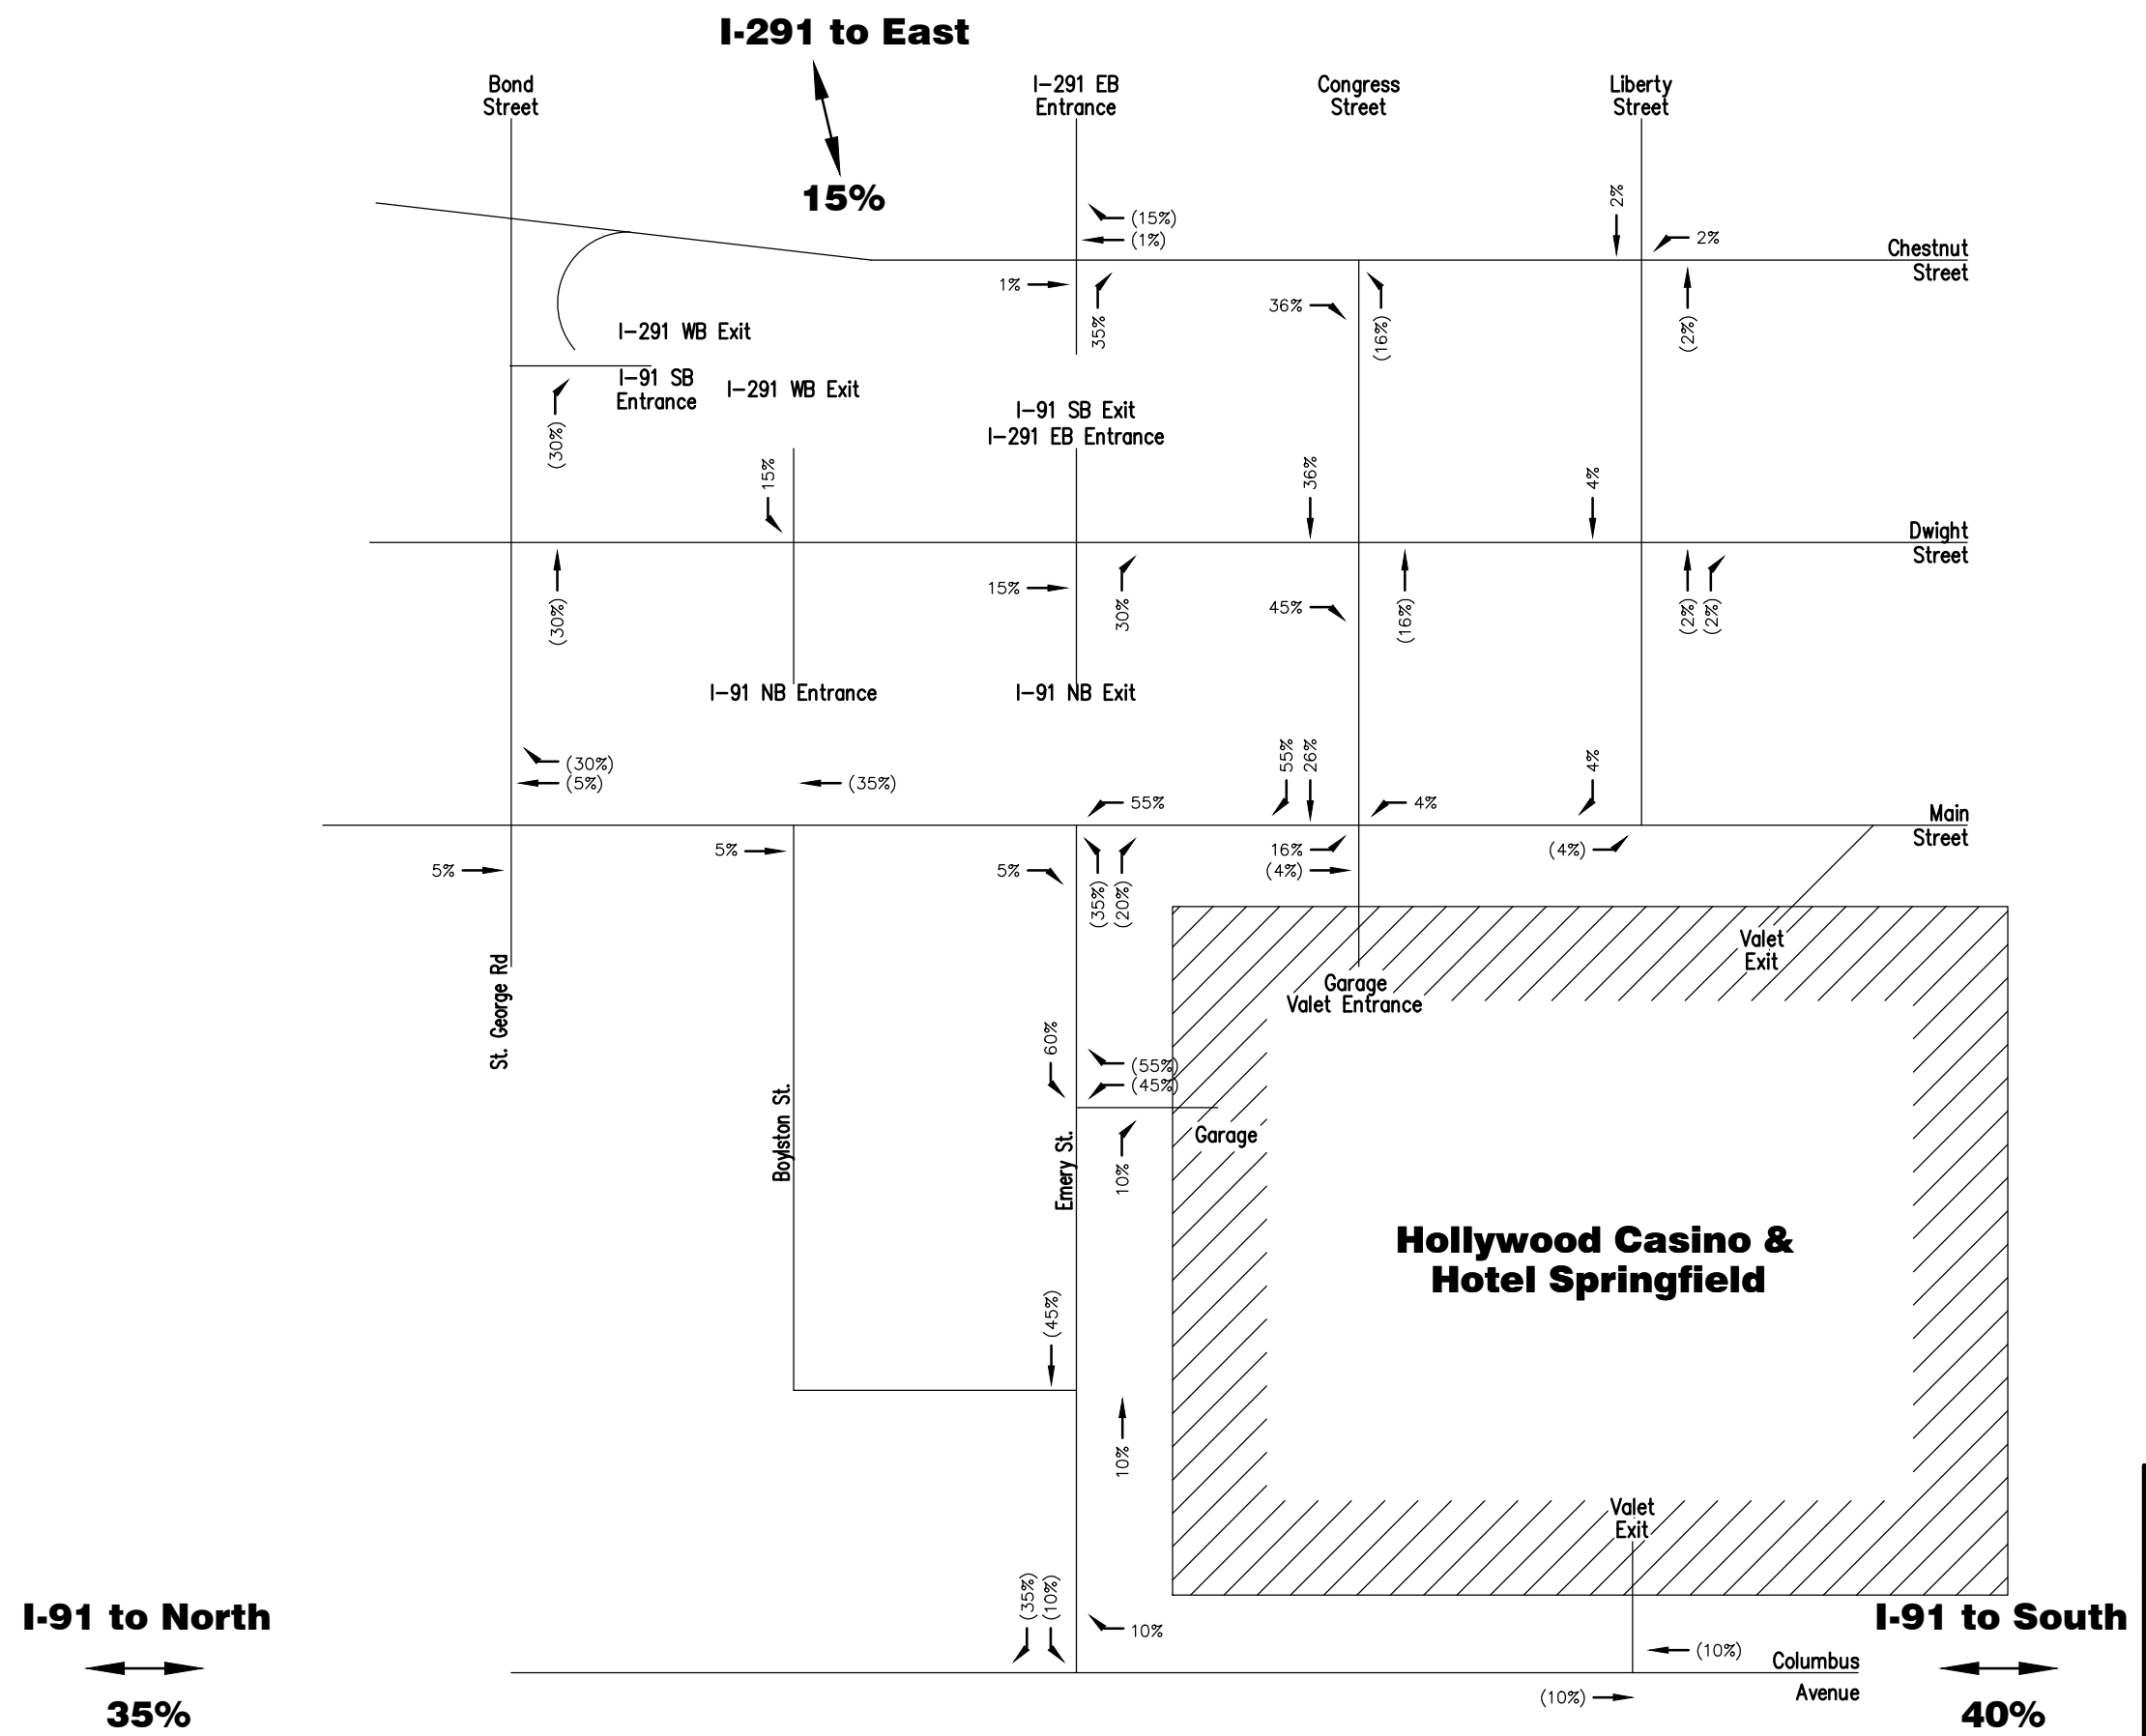 I-291 to East
15%
Bond
Street
I-291 EB
Entrance
Congress
Street
Liberty
Street
(15%)
(1%)
2%
2%
Chestnut
Street
1%
35%
36%
(16%)
(2%)
I-291 WB Exit
I-91 SB
Entrance
I-291 WB Exit
I-91 SB Exit
I-291 EB Entrance
(30%)
15%
36%
4%
Dwight
Street
(30%)
15%
30%
45%
(16%)
(2%)
(2%)
I-91 NB Entrance
I-91 NB Exit
(30%)
(5%)
(35%)
55%
55%
26%
4%
4%
Main
Street
5%
5%
5%
(35%)
(20%)
16%
(4%)
(4%)
St. George Rd
Garage
Valet Entrance
Valet
Exit
60%
(55%)
(45%)
Boylston St.
Emery St.
10%
Garage
Hollywood Casino &
Hotel Springfield
(45%)
10%
Valet
Exit
(35%)
(10%)
10%
I-91 to North
35%
(10%)
Columbus
Avenue
(10%)
I-91 to South
40%